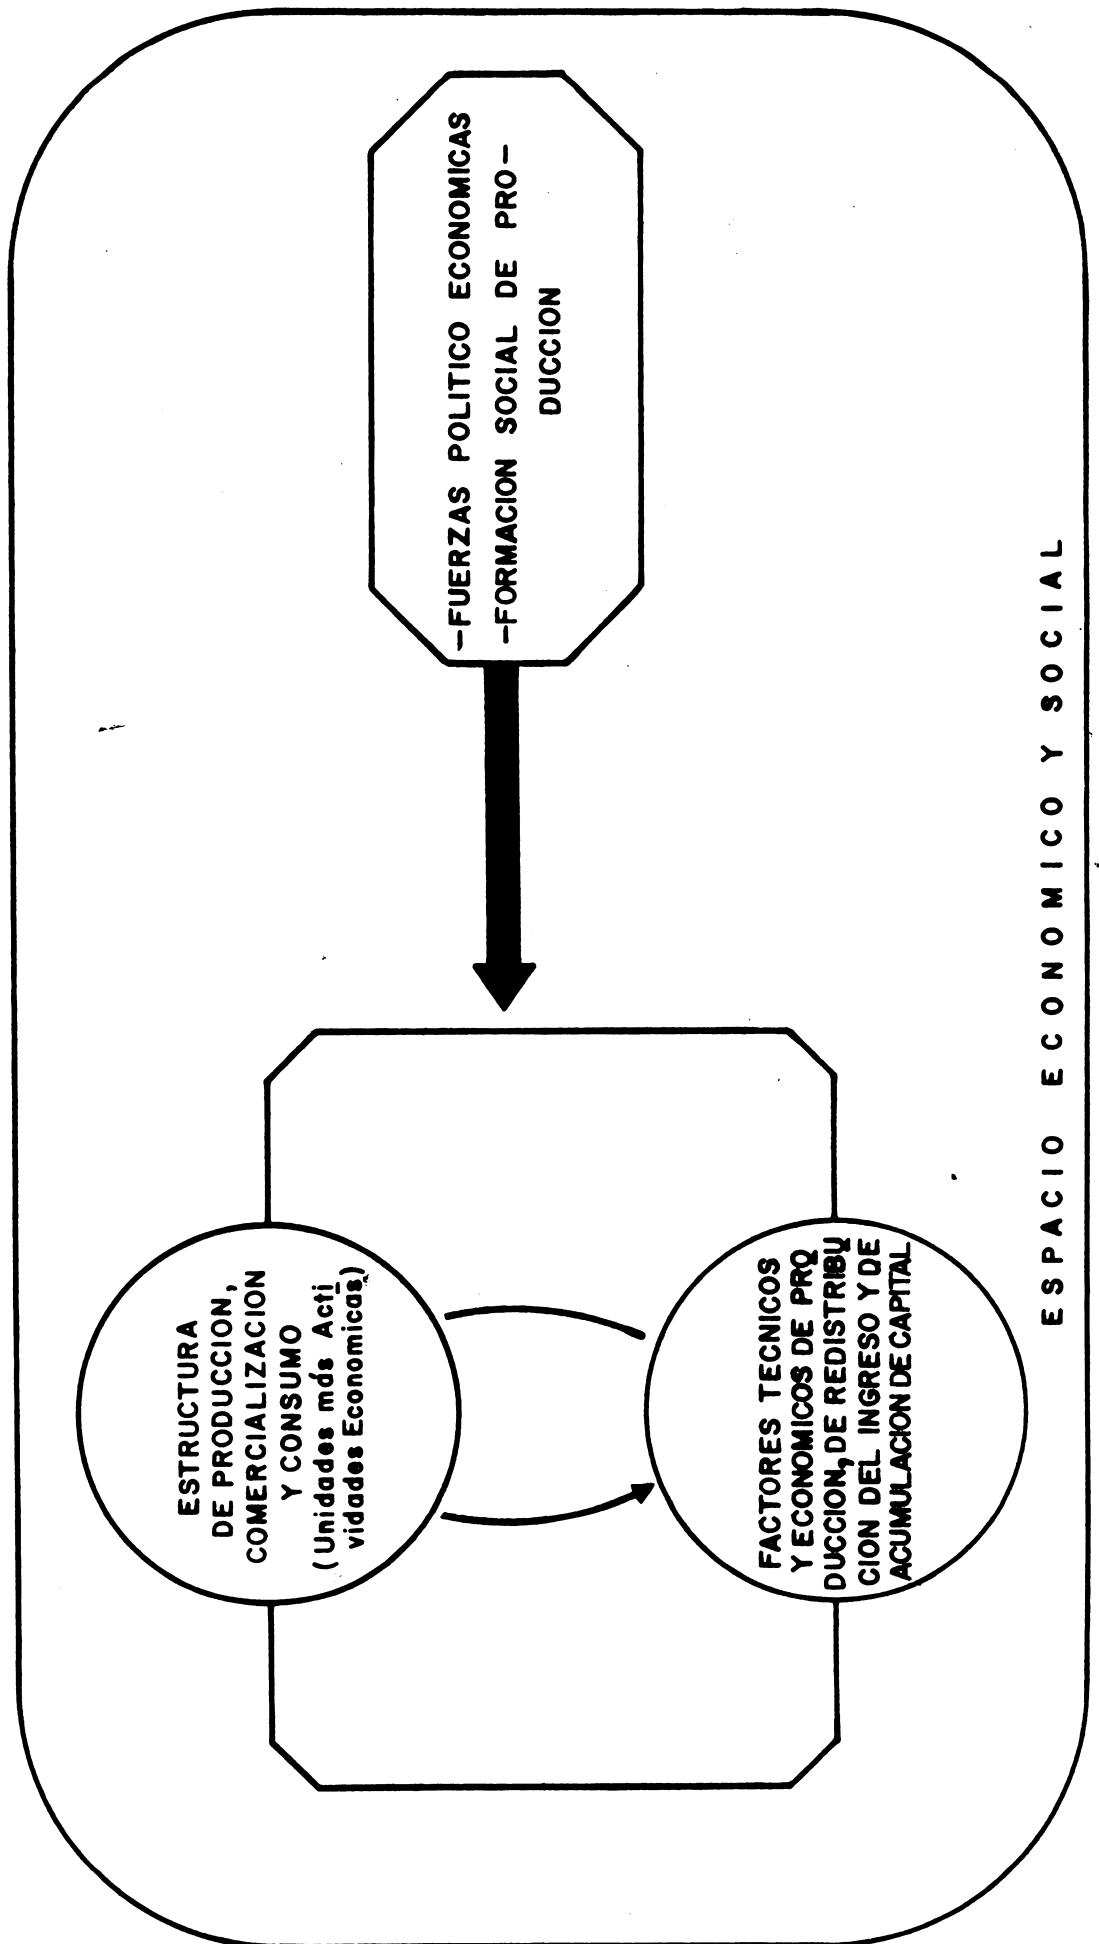 ESTRUCTURA
DE PRODUCCION,
COMERCIALIZACION
Y CONSUMO
(Unidades más Acti
vidades Economicas)
FACTORES TECNICOS
Y ECONOMICOS DE PRO
DUCCION, DE REDISTRIBU
CION DEL INGRESO Y DE
ACUMULACION DE CAPITAL
-FUERZAS POLITICO ECONOMICAS
-FORMACION SOCIAL DE PRO-
DUCCION
ESPACIO ECONOMICO Y SOCIAL